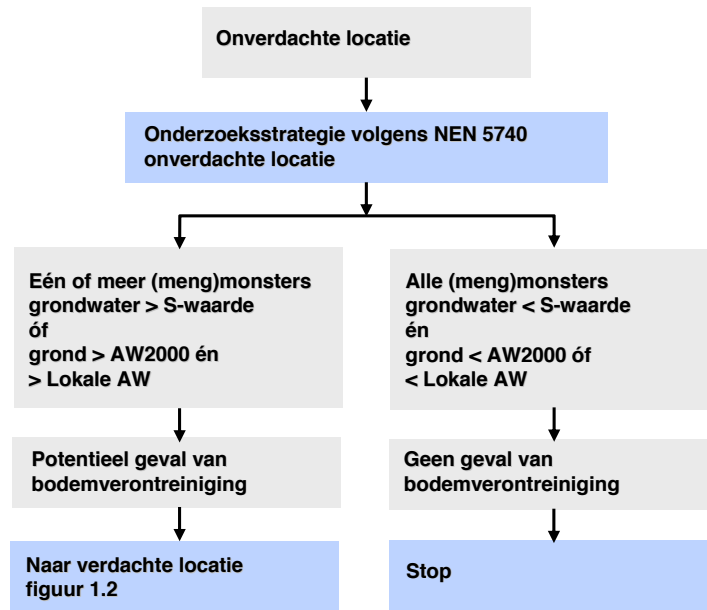 Onverdachte locatie
Onderzoeksstrategie volgens NEN 5740
onverdachte locatie
Eén of meer (meng)monsters
grondwater > S-waarde
óf
grond > AW2000 én
> Lokale AW
Alle (meng)monsters
grondwater < S-waarde
én
grond < AW2000 óf
< Lokale AW
Potentieel geval van
bodemverontreiniging
Geen geval van
bodemverontreiniging
Naar verdachte locatie
figuur 1.2
Stop